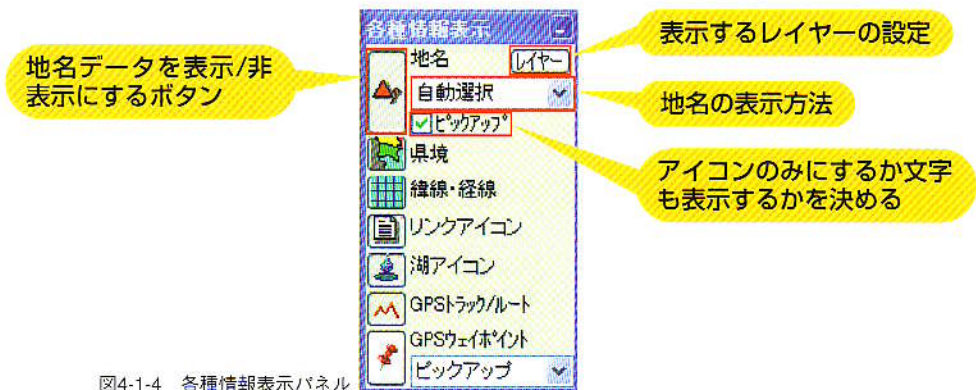 各種情報表示
地名データを表示/非
表示にするボタン
地名
レイヤー
表示するレイヤーの設定
自動選択
地名の表示方法
ピックアップ
アイコンのみにするか文字
も表示するかを決める
県境
緯線・経線
リンクアイコン
湖アイコン
GPSトラック/ルート
GPSウェイポイント
ピックアップ
図4-1-4 各種情報表示パネル